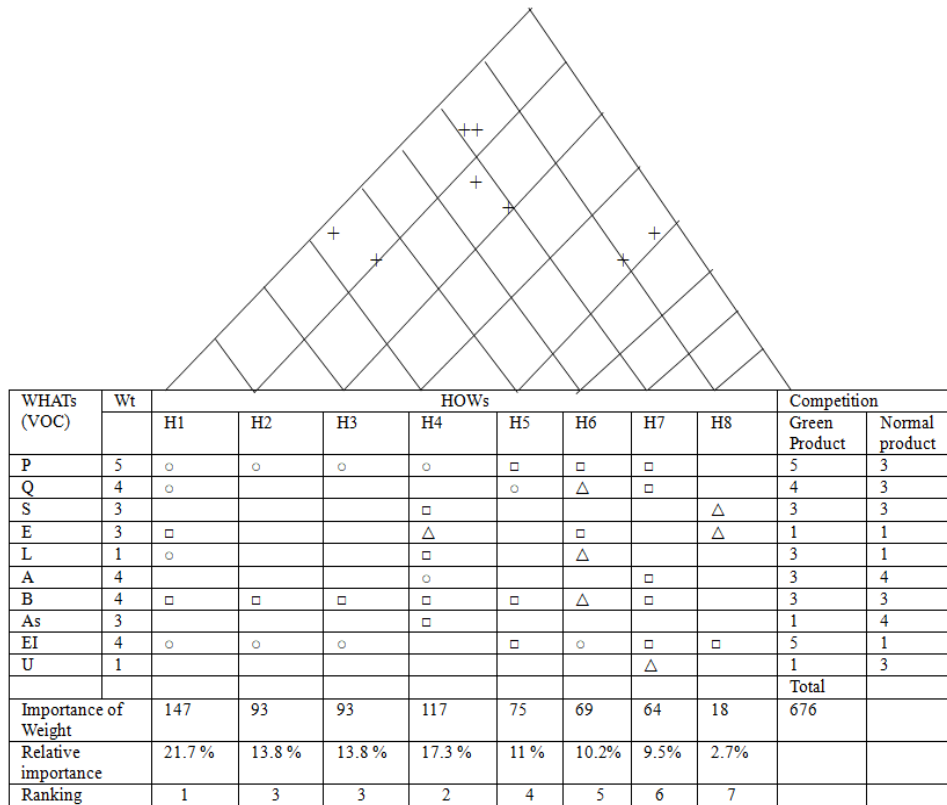 ++
+
+
+
+
+
+
WHATs Wt HOWs Competition
(VOC) H1 H2 H3 H4 H5 H6 H7 H8 Green Normal
Product product
P 5 ○ ○ ○ ○ □ □ □ 5 3
Q 4 ○ ○ △ □ 4 3
S 3 □ △ 3 3
E 3 □ △ □ △ 1 1
L 1 ○ □ △ 3 1
A 4 ○ □ 3 4
B 4 □ □ □ □ □ △ □ 3 3
As 3 □ 1 4
EI 4 ○ ○ ○ □ ○ □ □ 5 1
U 1 △ 1 3
Total
Importance of 147 93 93 117 75 69 64 18 676
Weight
Relative 21.7 % 13.8 % 13.8 % 17.3 % 11 % 10.2% 9.5% 2.7%
importance
Ranking 1 3 3 2 4 5 6 7